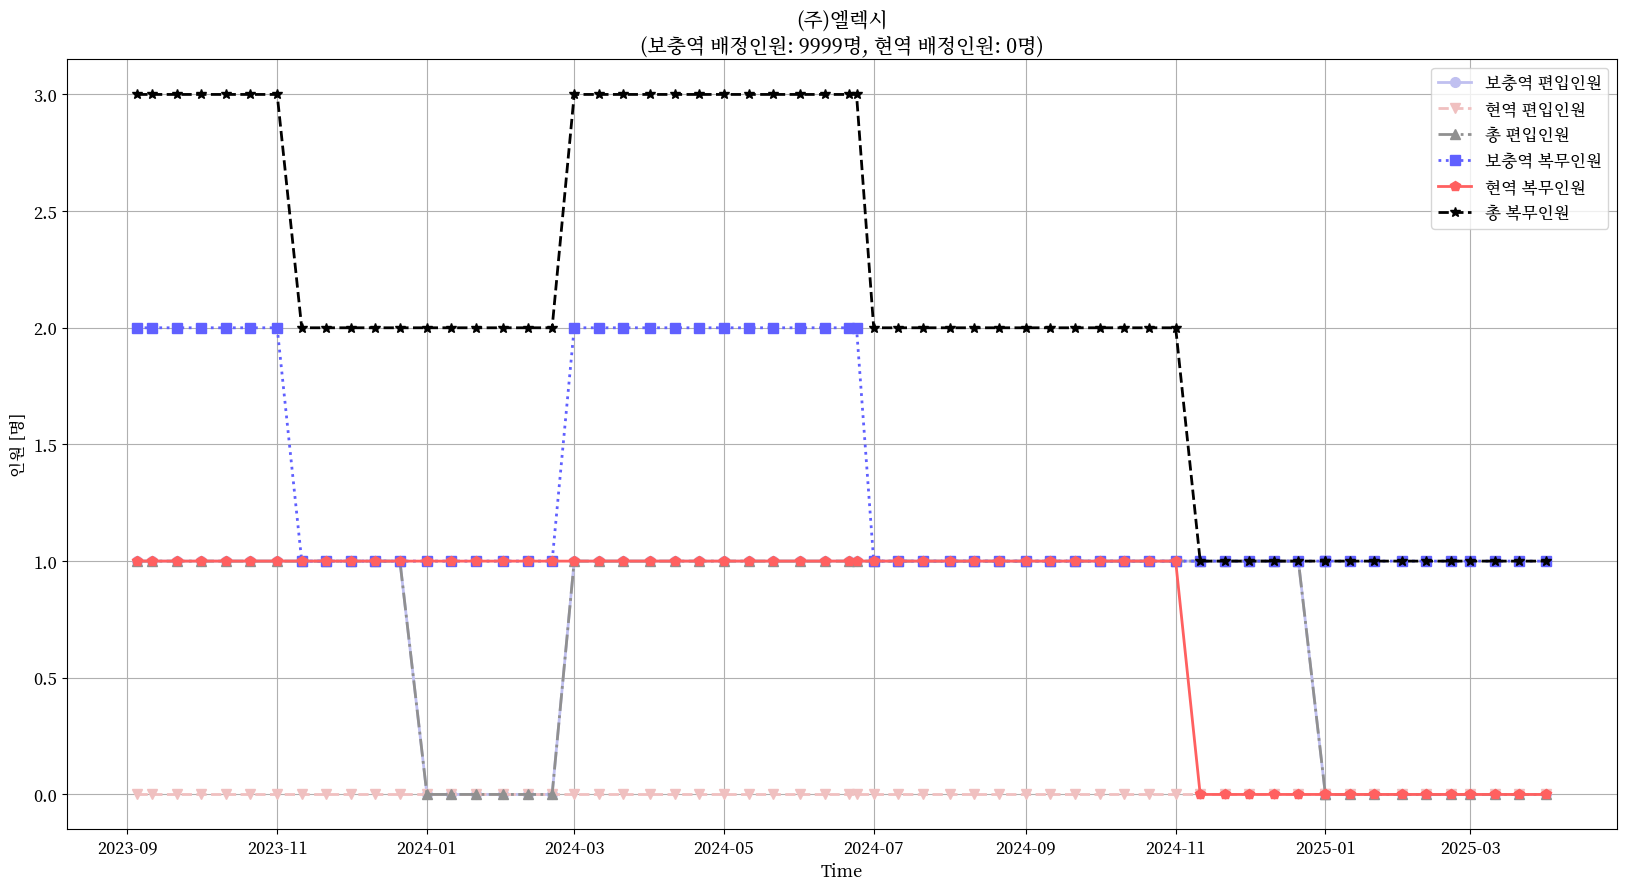 (주)엘렉시
(보충역 배정인원: 9999명, 현역 배정인원: 0명)
보충역 편입인원
현역 편입인원
총 편입인원
보충역 복무인원
현역 복무인원
총 복무인원
인원 [명]
3.0
2.5
2.0
1.5
1.0
0.5
0.0
2023-09 2023-11 2024-01 2024-03 2024-05 2024-07 2024-09 2024-11 2025-01 2025-03
Time